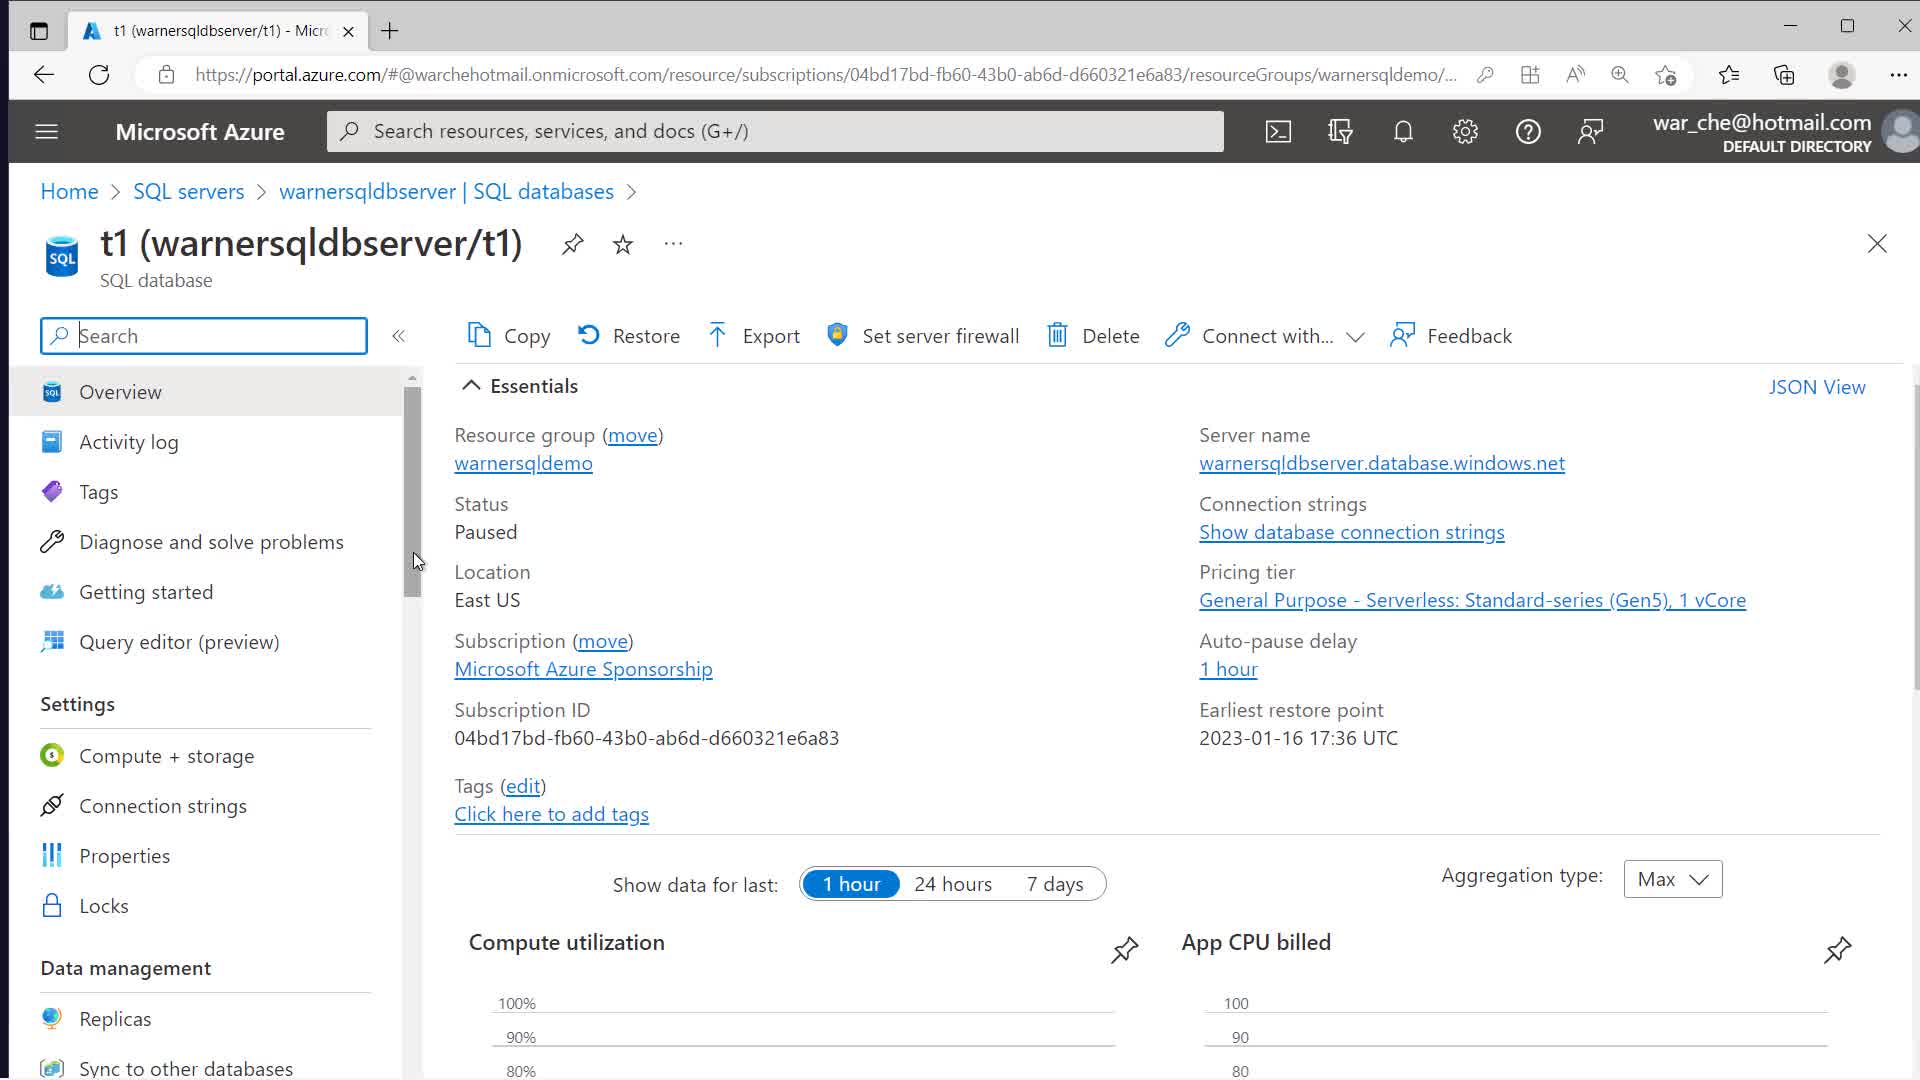 t1 (warnersqldbserver/t1) - Micr
https://portal.azure.com/#@warchehotmail.onmicrosoft.com/resource/subscriptions/04bd17bd-fb60-43b0-ab6d-d660321e6a83/resourceGroups/warnersqldemo/...
Microsoft Azure
Search resources, services, and docs (G+/)
war_che@hotmail.com
DEFAULT DIRECTORY
Home > SQL servers > warnersqldbserver | SQL databases >
SQL
t1 (warnersqldbserver/t1)
SQL database
Search
Copy Restore Export Set server firewall Delete Connect with... Feedback
Overview
Activity log
Tags
Diagnose and solve problems
Getting started
Query editor (preview)
Settings
Compute + storage
Connection strings
Properties
Locks
Data management
Replicas
Sync to other databases
Essentials
JSON View
Resource group (move)
warnersqldemo
Status
Paused
Location
East US
Subscription (move)
Microsoft Azure Sponsorship
Subscription ID
04bd17bd-fb60-43b0-ab6d-d660321e6a83
Tags (edit)
Click here to add tags
Server name
warnersqldbserver.database.windows.net
Connection strings
Show database connection strings
Pricing tier
General Purpose - Serverless: Standard-series (Gen5), 1 vCore
Auto-pause delay
1 hour
Earliest restore point
2023-01-16 17:36 UTC
Show data for last: 1 hour 24 hours 7 days
Aggregation type: Max
Compute utilization
100%
90%
80%
App CPU billed
100
90
80